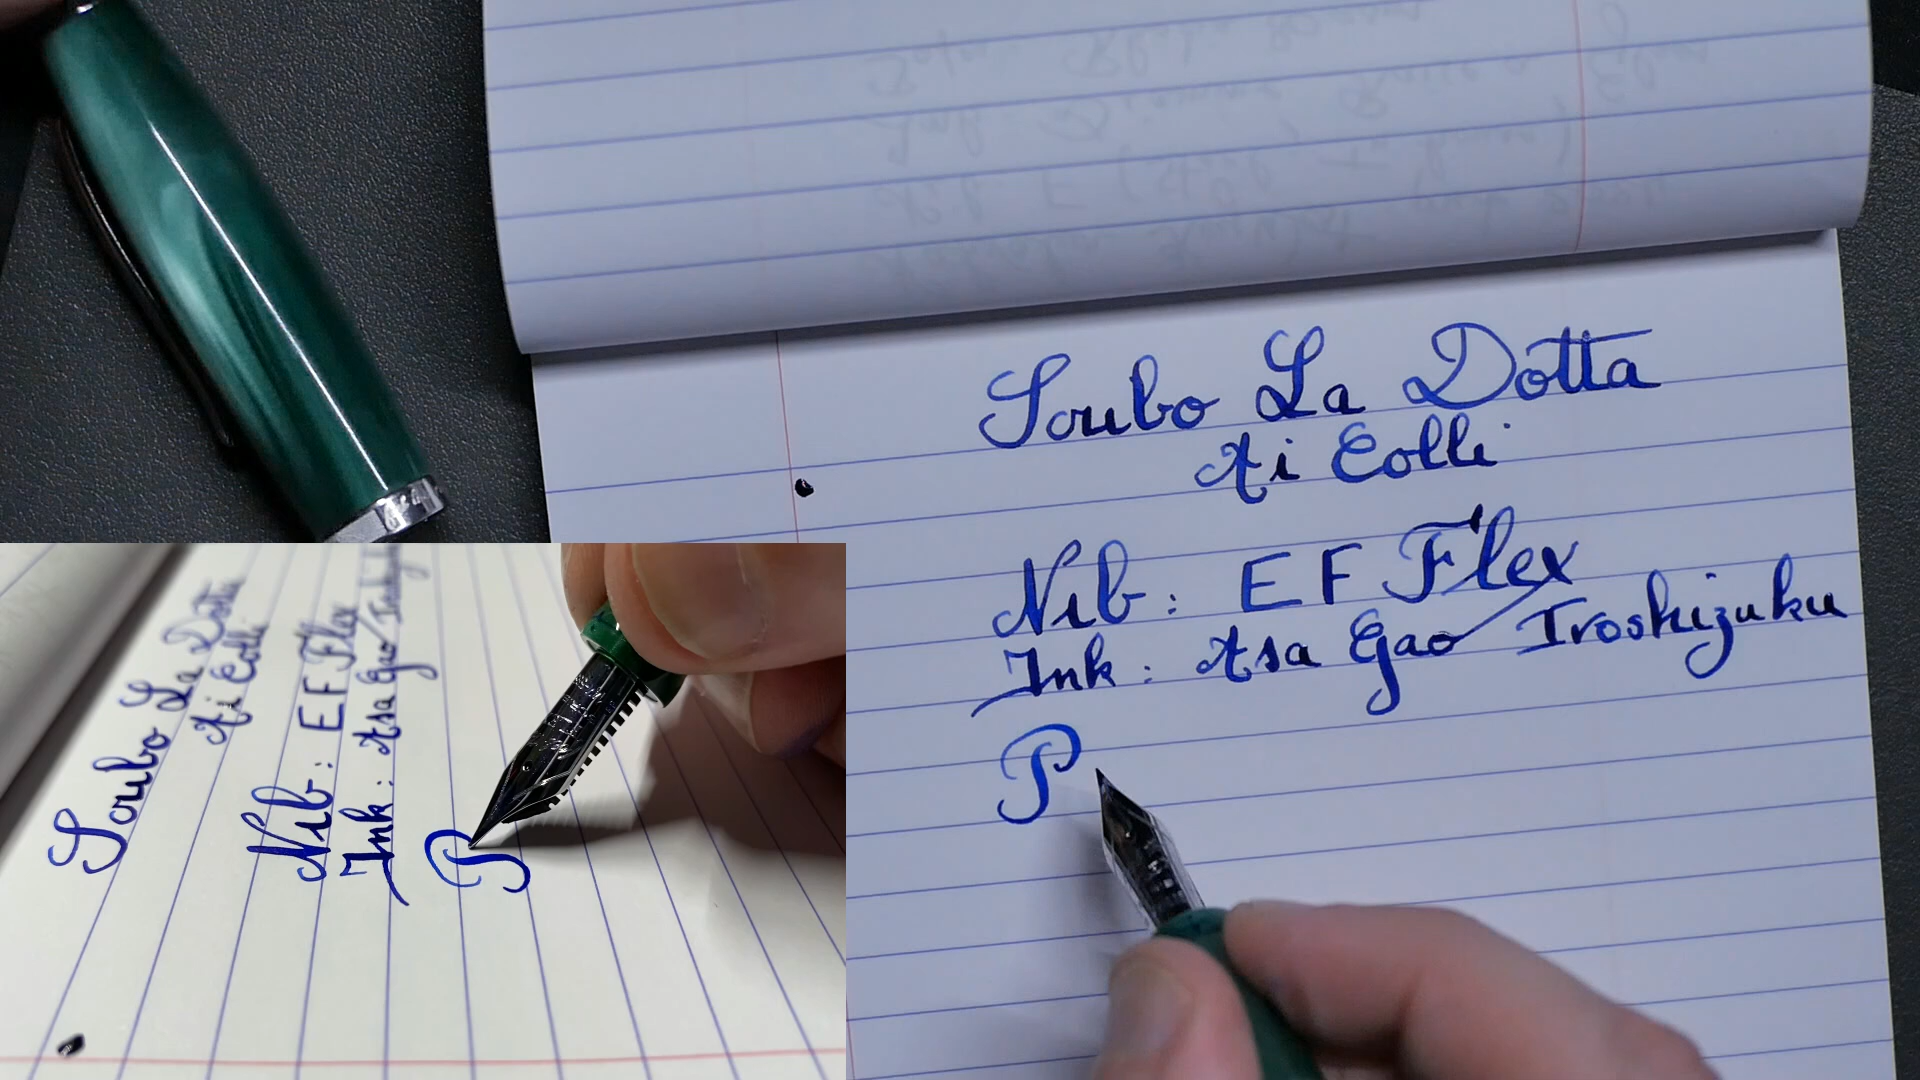 Scribo La Dotta
Ai Colli
Nib: EF Flex
Ink: Asa Gao Iroshizuku
P